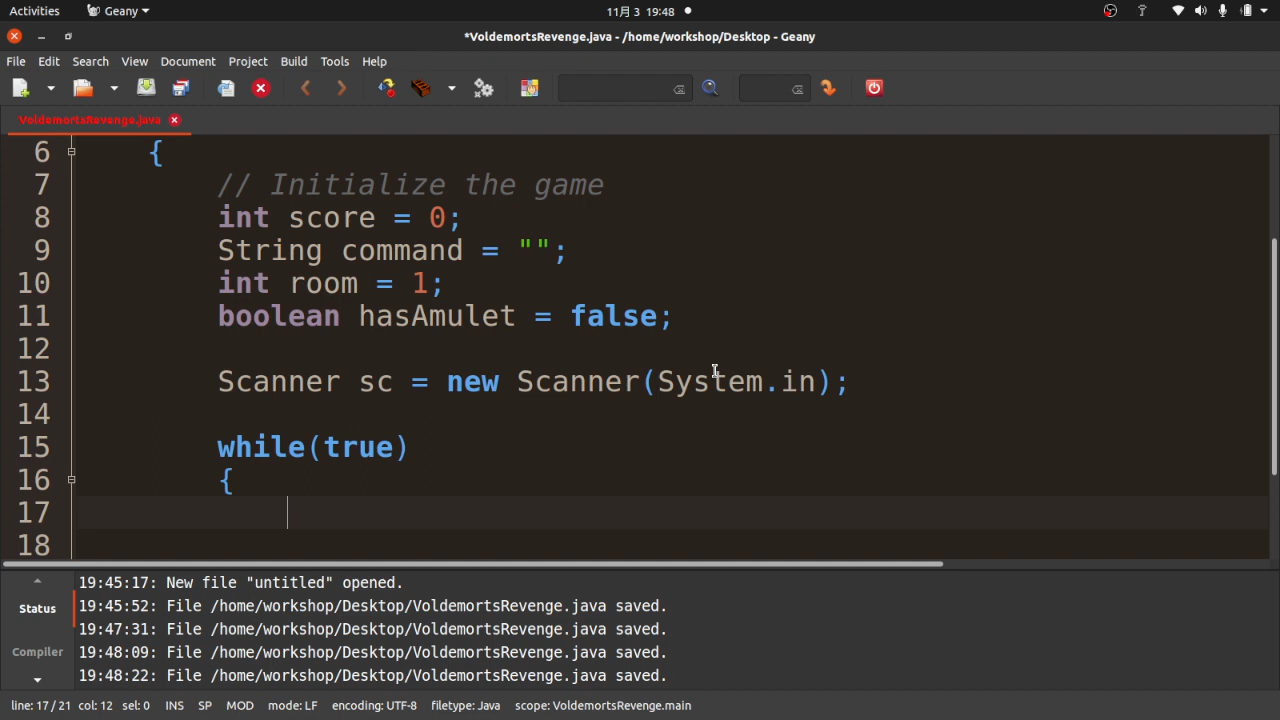 Activities Geany 11月 3 19:48
*VoldemortsRevenge.java - /home/workshop/Desktop - Geany
File Edit Search View Document Project Build Tools Help
VoldemortsRevenge.java
6 {
7 // Initialize the game
8 int score = 0;
9 String command = "";
10 int room = 1;
11 boolean hasAmulet = false;
12
13 Scanner sc = new Scanner(System.in);
14
15 while(true)
16 {
17
18
Status
Compiler
19:45:17: New file "untitled" opened.
19:45:52: File /home/workshop/Desktop/VoldemortsRevenge.java saved.
19:47:31: File /home/workshop/Desktop/VoldemortsRevenge.java saved.
19:48:09: File /home/workshop/Desktop/VoldemortsRevenge.java saved.
19:48:22: File /home/workshop/Desktop/VoldemortsRevenge.java saved.
line: 17 / 21 col: 12 sel: 0 INS SP MOD mode: LF encoding: UTF-8 filetype: Java scope: VoldemortsRevenge.main